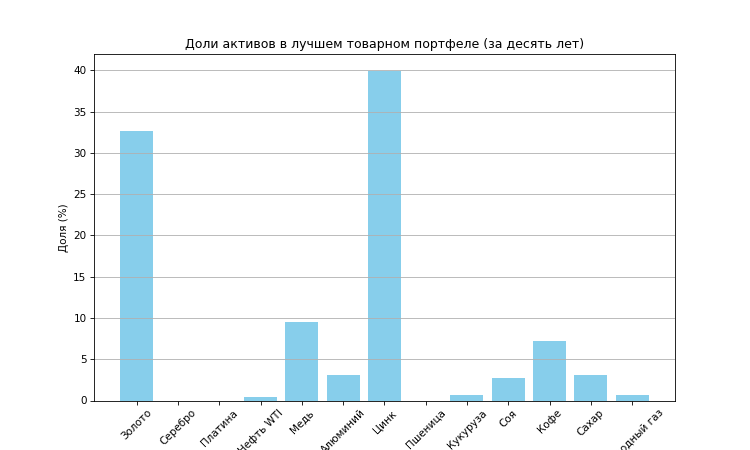 Доли активов в лучшем товарном портфеле (за десять лет)
Доля (%)
40
35
30
25
20
15
10
5
0
Золото
Серебро
Платина
Нефть WTI
Медь
Алюминий
Цинк
Пшеница
Кукуруза
Соя
Кофе
Сахар
газ